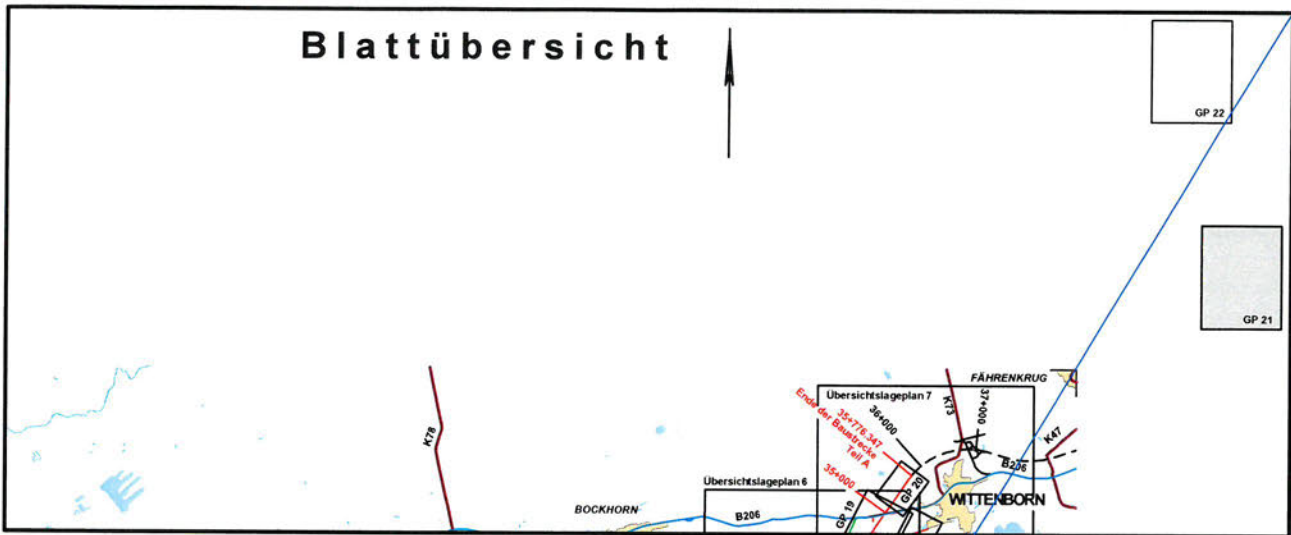 Blattübersicht
GP 22
GP 21
FÄHRENKRUG
Übersichtslageplan 7
K73
37+000
36+000
35+776.347
Ende der Baustrecke
Teil A
K47
K78
B206
35+000
Übersichtslageplan 6
GP 20
WITTENBORN
GP 19
BOCKHORN
B206